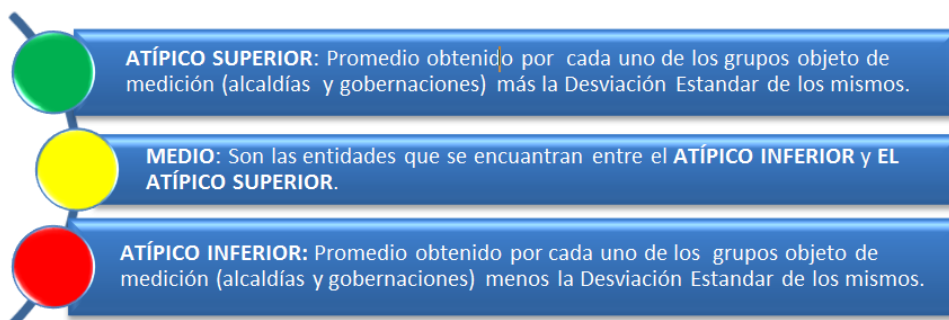 ATÍPICO SUPERIOR: Promedio obtenido por cada uno de los grupos objeto de
medición (alcaldías y gobernaciones) más la Desviación Estandar de los mismos.
MEDIO: Son las entidades que se encuantran entre el ATÍPICO INFERIOR y EL
ATÍPICO SUPERIOR.
ATÍPICO INFERIOR: Promedio obtenido por cada uno de los grupos objeto de
medición (alcaldías y gobernaciones) menos la Desviación Estandar de los mismos.